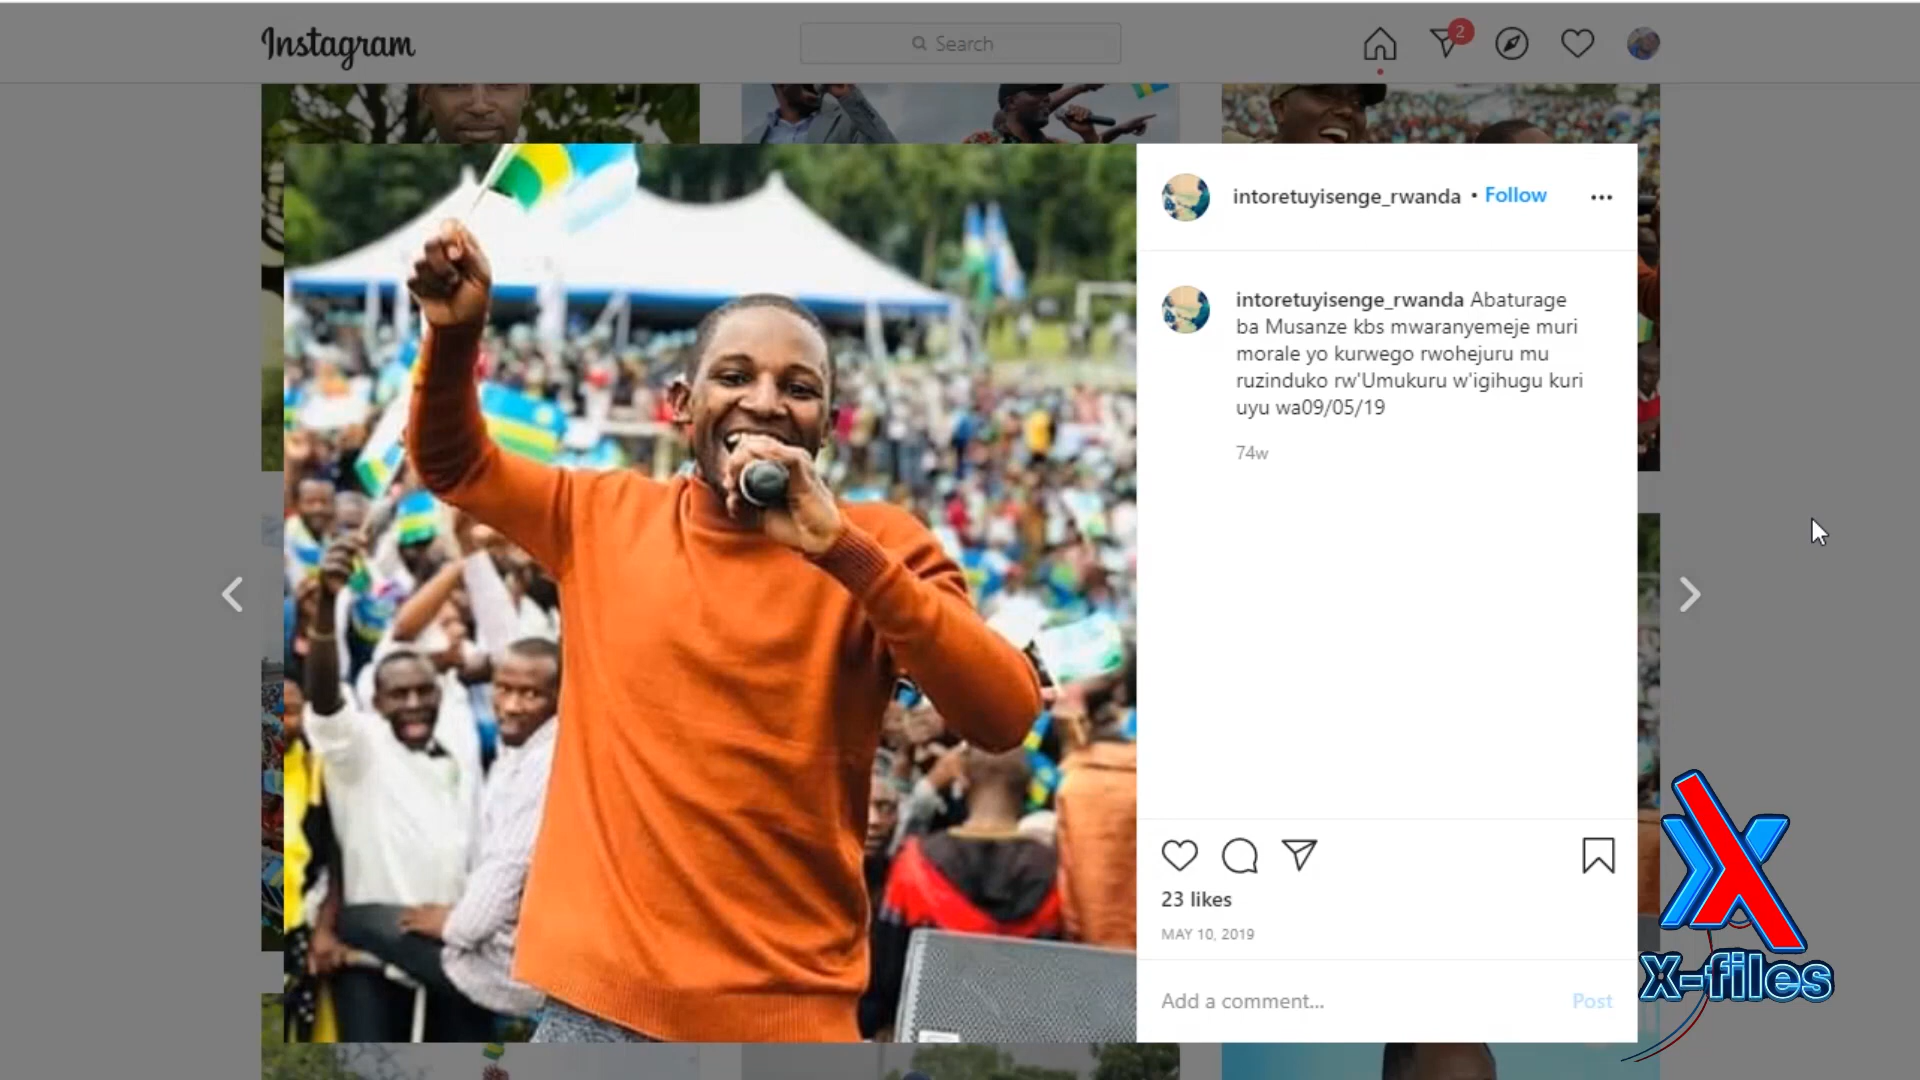 Instagram
Search
2
intoretuyisenge_rwanda • Follow
intoretuyisenge_rwanda Abaturage
ba Musanze kbs mwaranyemeje muri
morale yo kurwego rwohejuru mu
ruzinduko rw'Umukuru w'igihugu kuri
uyu wa09/05/19
74w
23 likes
MAY 10, 2019
Add a comment...
Post
X-files